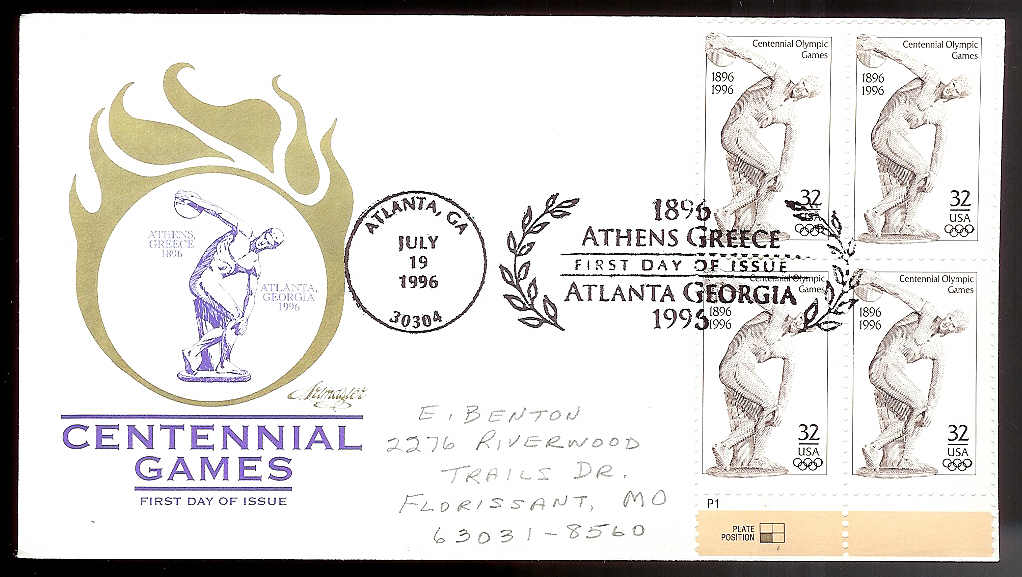 ATHENS,
GREECE
1896
ATLANTA,
GEORGIA
1996
Artmaster
CENTENNIAL
GAMES
FIRST DAY OF ISSUE
ATLANTA, GA
JULY
19
1996
30304
1896
ATHENS GREECE
FIRST DAY OF ISSUE
ATLANTA GEORGIA
1996
E. BENTON
2276 RIVERWOOD
TRAILS DR.
FLORISSANT, MO
63031-8560
Centennial Olympic
Games
1896
1996
32
USA
Centennial Olympic
Games
1896
1996
32
USA
Centennial Olympic
Games
1896
1996
32
USA
Centennial Olympic
Games
1896
1996
32
USA
P1
PLATE
POSITION